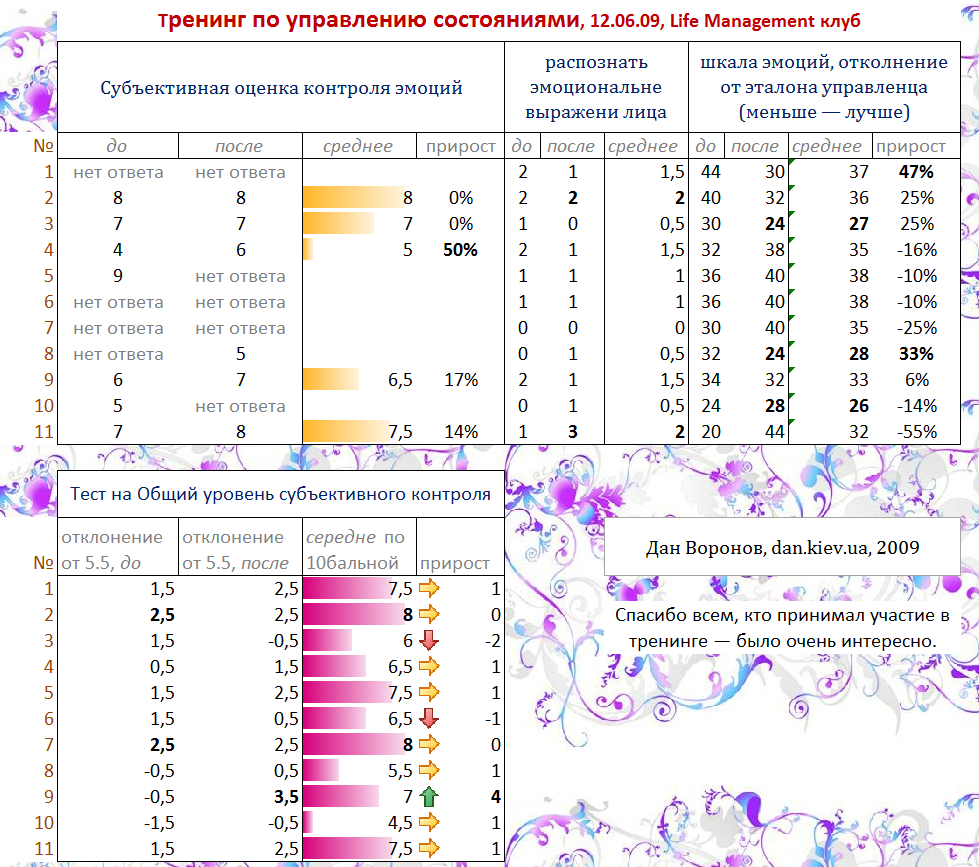 Тренинг по управлению состояниями, 12.06.09, Life Management клуб
Субъективная оценка контроля эмоций
распознать
эмоциональне
выражени лица
шкала эмоций, отколнение
от эталона управленца
(меньше — лучше)
№ до после среднее прирост до после среднее до после среднее прирост
1 нет ответа нет ответа 2 1 1,5 44 30 37 47%
2 8 8 8 0% 2 2 2 40 32 36 25%
3 7 7 7 0% 1 0 0,5 30 24 27 25%
4 4 6 5 50% 2 1 1,5 32 38 35 -16%
5 9 нет ответа 1 1 1 36 40 38 -10%
6 нет ответа нет ответа 1 1 1 36 40 38 -10%
7 нет ответа нет ответа 0 0 0 30 40 35 -25%
8 нет ответа 5 0 1 0,5 32 24 28 33%
9 6 7 6,5 17% 2 1 1,5 34 32 33 6%
10 5 нет ответа 0 1 0,5 24 28 26 -14%
11 7 8 7,5 14% 1 3 2 20 44 32 -55%
Тест на Общий уровень субъективного контроля
отклонение отклонение середне по
№ от 5.5, до от 5.5, после 10бальной прирост
1 1,5 2,5 7,5 1
2 2,5 2,5 8 0
3 1,5 -0,5 6 -2
4 0,5 1,5 6,5 1
5 1,5 2,5 7,5 1
6 1,5 0,5 6,5 -1
7 2,5 2,5 8 0
8 -0,5 0,5 5,5 1
9 -0,5 3,5 7 4
10 -1,5 -0,5 4,5 1
11 1,5 2,5 7,5 1
Дан Воронов, dan.kiev.ua, 2009
Спасибо всем, кто принимал участие в
тренинге — было очень интересно.